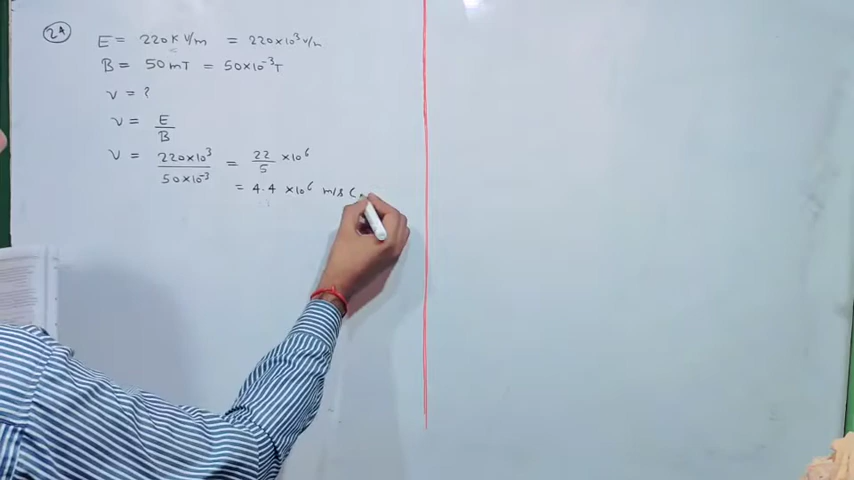 24
E = 220 K V/m = 220×10³ V/m
B = 50 mT = 50×10⁻³ T
v = ?
v = E/B
v = 220×10³/50×10⁻³ = 22/5 ×10⁶
= 4.4 ×10⁶ m/s (